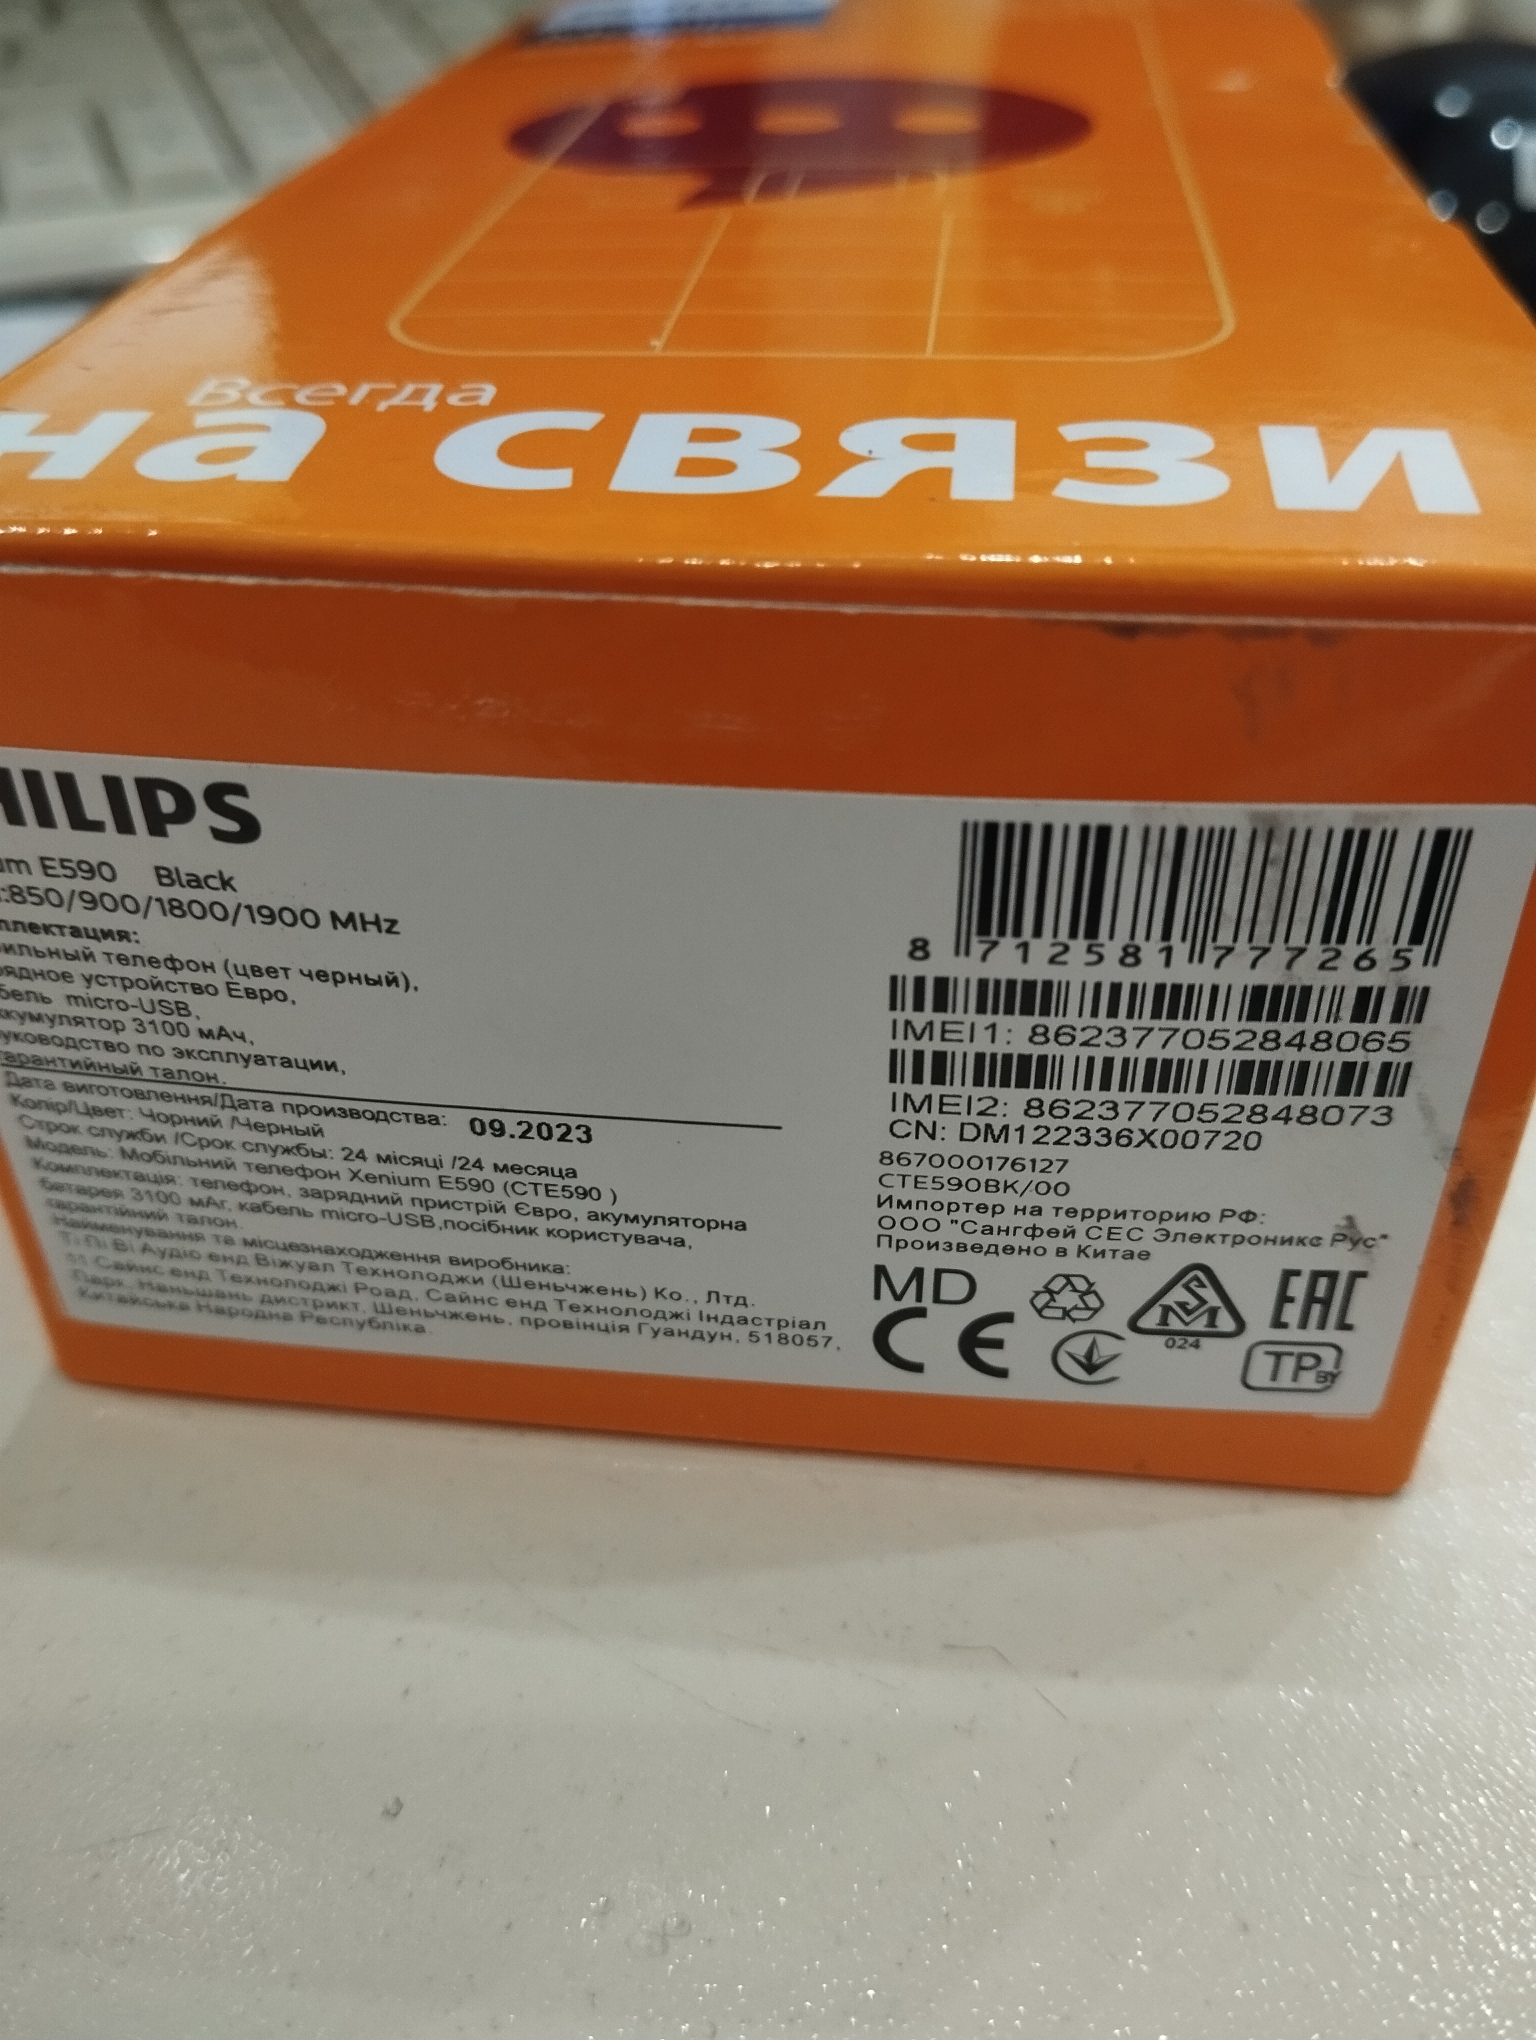 Всегда
на связи
HILIPS
um E590 Black
:850/900/1800/1900 MHz
плектация:
ильный телефон (цвет черный),
рядное устройство Евро,
бель micro-USB,
ккумулятор 3100 мАч,
уководство по эксплуатации,
гарантийный талон.
Дата виготовлення/Дата производства: 09.2023
Колір/Цвет: Чорний /Черный
Строк служби /Срок службы: 24 місяці /24 месяца
Модель: Мобільний телефон Xenium E590 (CTE590 )
Комплектація: телефон, зарядний пристрій Євро, акумуляторна
батарея 3100 мАг, кабель micro-USB,посібник користувача,
гарантійний талон.
Найменування та місцезнаходження виробника:
Ті Пі Ві Аудіо енд Віжуал Технолоджи (Шеньчжень) Ко., Лтд.
Сайнс енд Технолоджі Роад, Сайнс енд Технолоджі Індастріал
Парк, Наньшань дистрикт, Шеньчжень, провінція Гуандун, 518057,
Китайська Народна Республіка
8 712581 777265
IMEI1: 862377052848065
IMEI2: 862377052848073
CN: DM122336X00720
867000176127
CTE590BK/00
Импортер на территорию РФ:
ООО "Сангфей СЕС Электроникс Рус"
Произведено в Китае
MD
CE
SM
024
EAC
TP BY